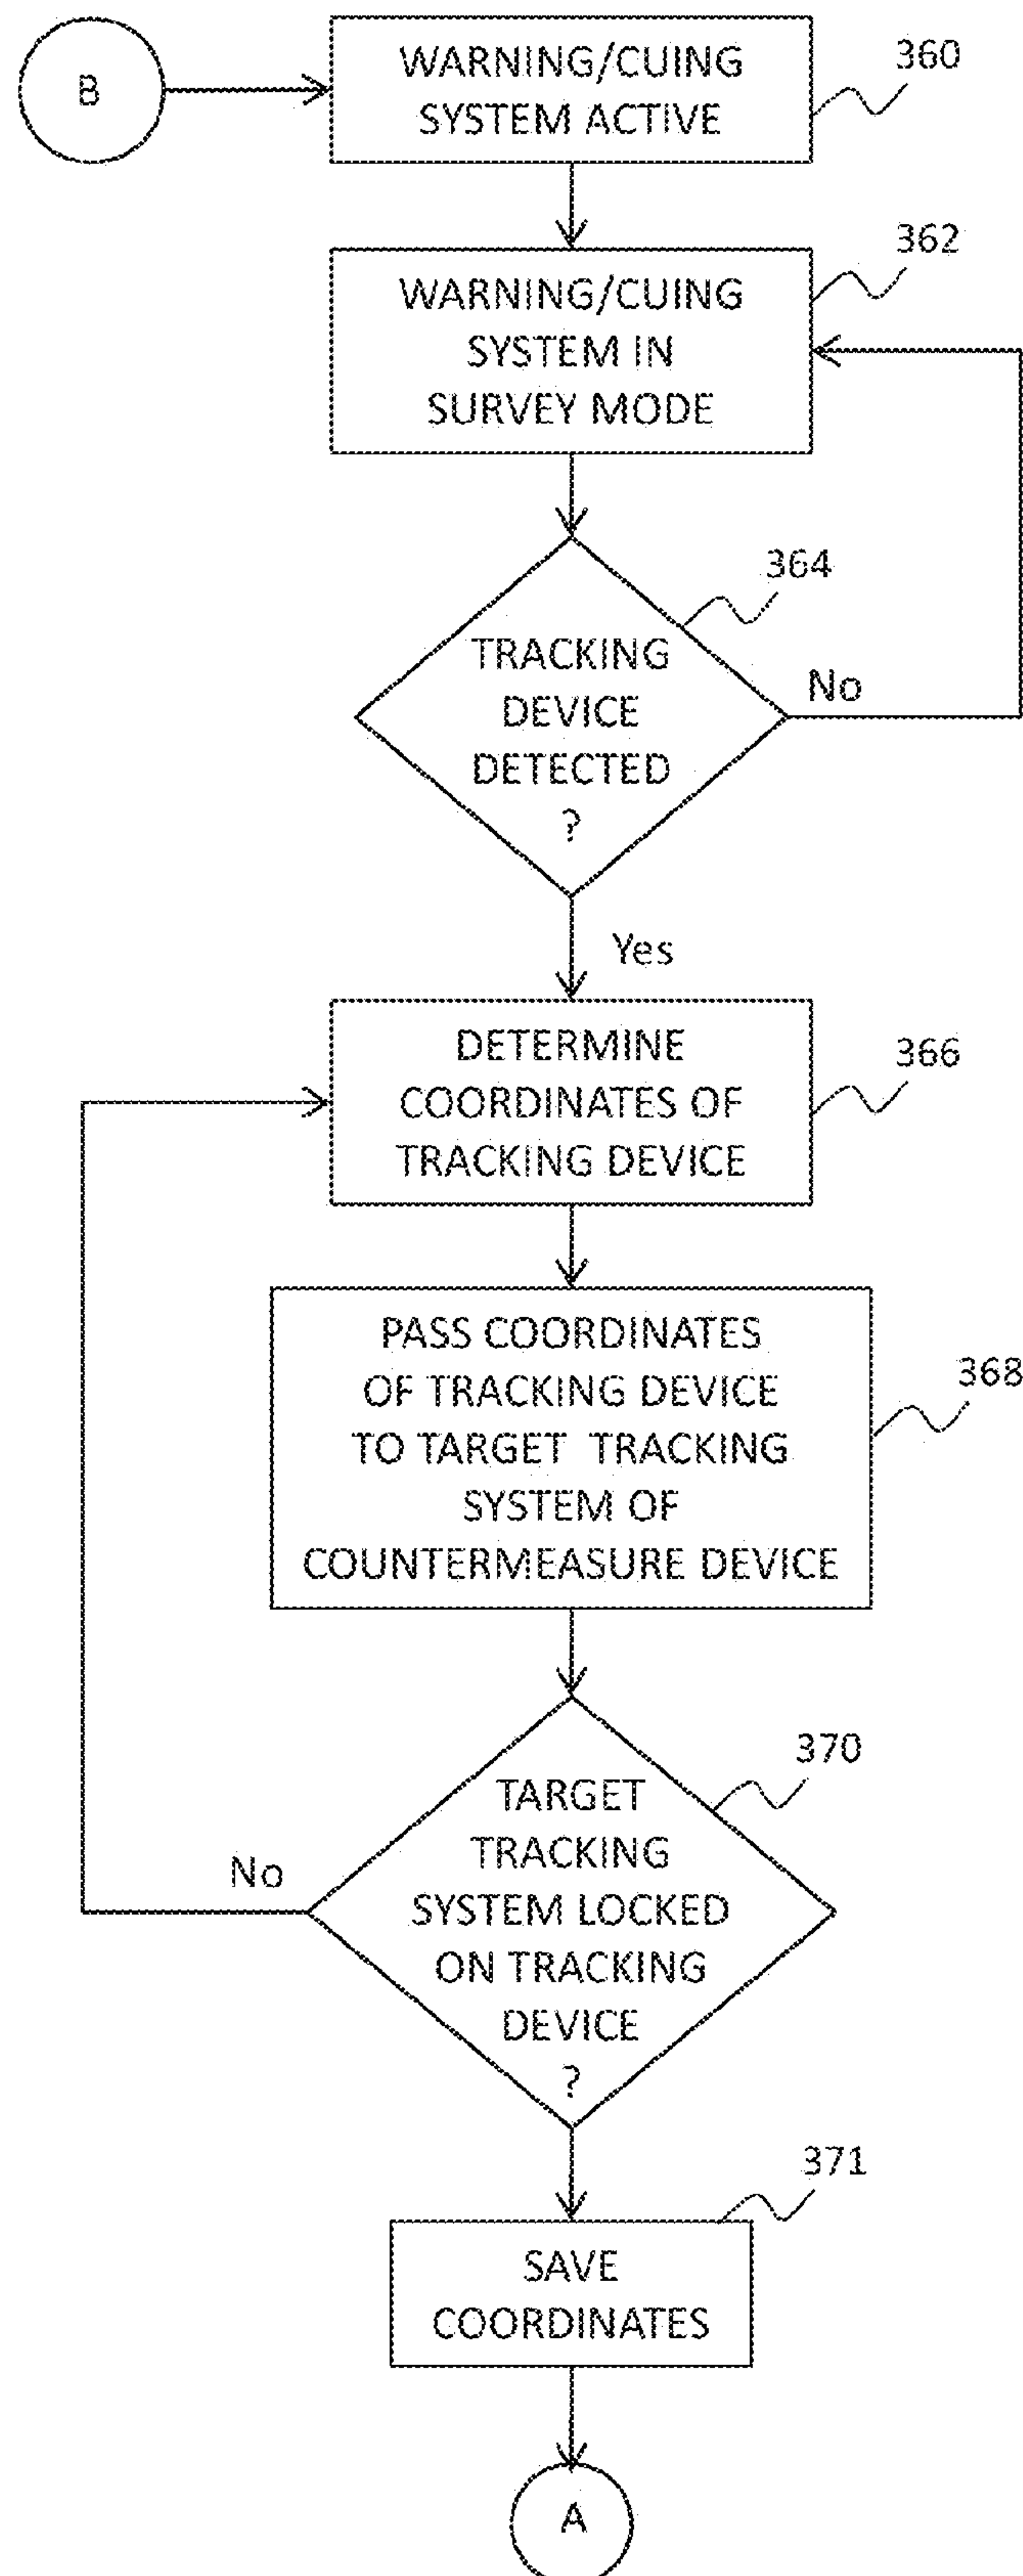 B
WARNING/CUING
SYSTEM ACTIVE
360
WARNING/CUING
SYSTEM IN
SURVEY MODE
362
TRACKING
DEVICE
DETECTED
?
364
No
Yes
DETERMINE
COORDINATES OF
TRACKING DEVICE
366
PASS COORDINATES
OF TRACKING DEVICE
TO TARGET TRACKING
SYSTEM OF
COUNTERMEASURE DEVICE
368
TARGET
TRACKING
SYSTEM LOCKED
ON TRACKING
DEVICE
?
370
No
SAVE
COORDINATES
371
A